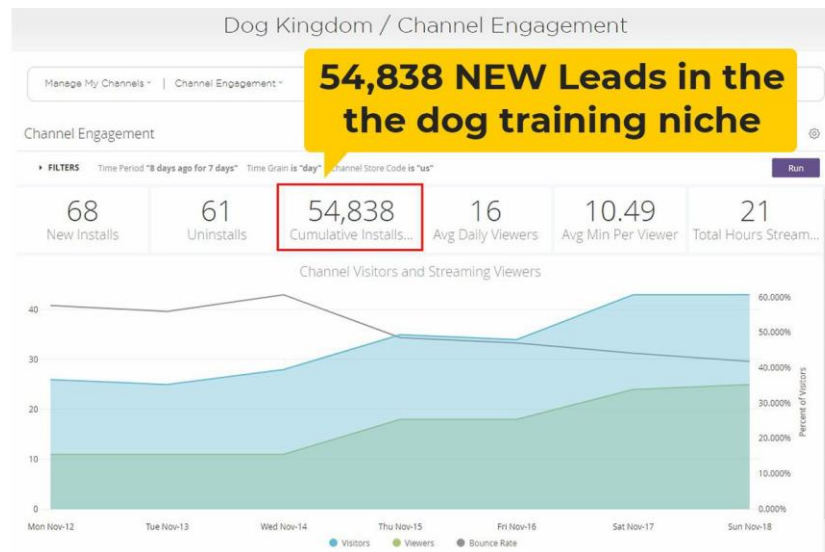 Dog Kingdom / Channel Engagement
54,838 NEW Leads in the
the dog training niche
Manage My Channels | Channel Engagement
Channel Engagement
FILTERS Time Period "8 days ago for 7 days" Time Grain is "day" Channel Store Code is "us"
Run
68
New Installs
61
Uninstalls
54,838
Cumulative Installs...
16
Avg Daily Viewers
10.49
Avg Min Per Viewer
21
Total Hours Stream...
Channel Visitors and Streaming Viewers
40
30
20
10
0
60.000%
50.000%
40.000%
30.000%
20.000%
10.000%
0.000%
Percent of Visitors
Mon Nov-12 Tue Nov-13 Wed Nov-14 Thu Nov-15 Fri Nov-16 Sat Nov-17 Sun Nov-18
Visitors Viewers Bounce Rate